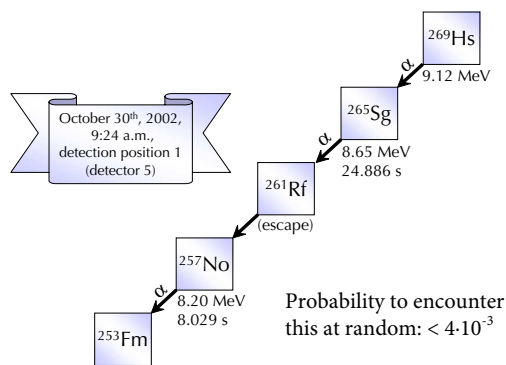 ²⁶⁹Hs
α
9.12 MeV
²⁶⁵Sg
α
8.65 MeV
24.886 s
²⁶¹Rf
(escape)
²⁵⁷No
α
8.20 MeV
8.029 s
²⁵³Fm
October 30ᵗʰ, 2002,
9:24 a.m.,
detection position 1
(detector 5)
Probability to encounter
this at random: < 4·10⁻³